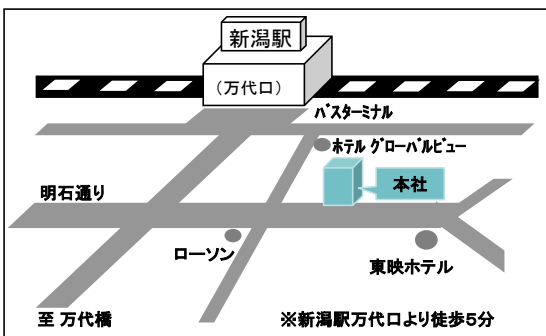 新潟駅
(万代口)
バスターミナル
ホテル グローバルビュー
本社
明石通り
ローソン
東映ホテル
至 万代橋
※新潟駅万代口より徒歩5分